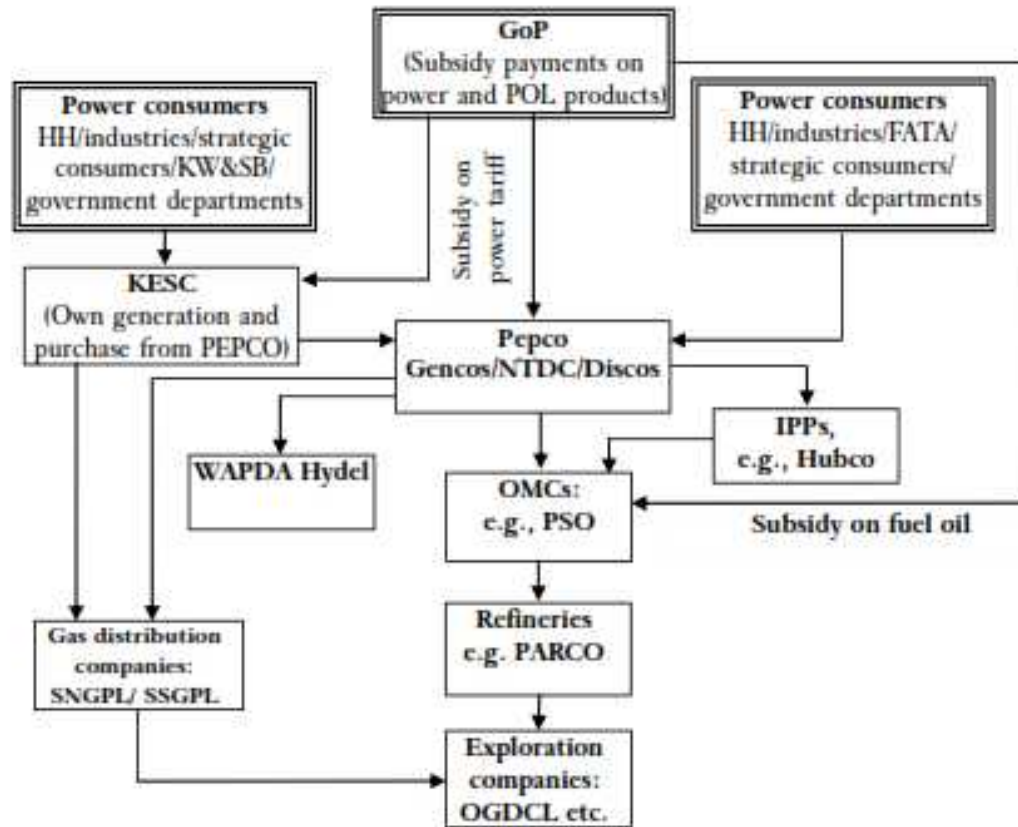 GoP
(Subsidy payments on
power and POL products)
Power consumers
HH/industries/strategic
consumers/KW&SB/
government departments
Power consumers
HH/industries/FATA/
strategic consumers/
government departments
Subsidy on
power tariff
KESC
(Own generation and
purchase from PEPCO)
Pepco
Gencos/NTDC/Discos
IPPs,
e.g., Hubco
WAPDA Hydel
OMCs:
e.g., PSO
Subsidy on fuel oil
Refineries
e.g. PARCO
Gas distribution
companies:
SNGPL/ SSGPL
Exploration
companies:
OGDCL etc.